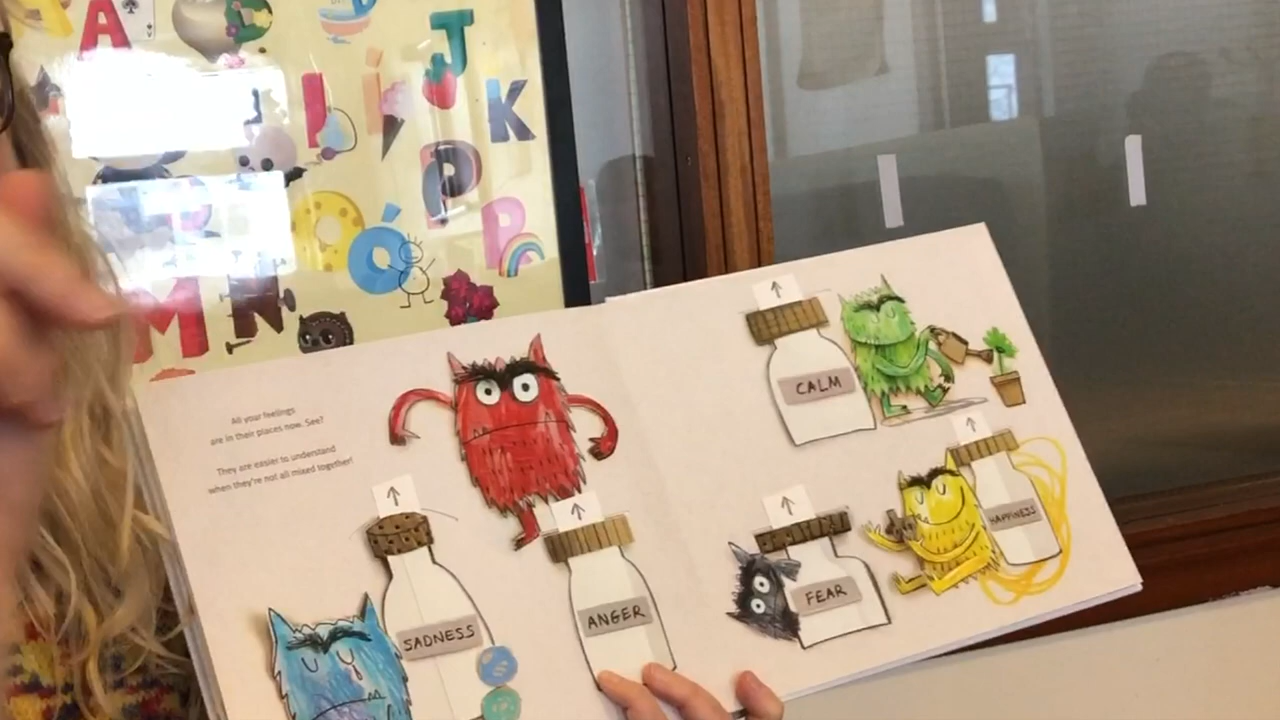 A
A
J
I
Í
K
P
O
Ó
P
M
N
All your feelings
are in their places now. See?
They are easier to understand
when they're not all mixed together!
SADNESS
ANGER
CALM
FEAR
HAPPINESS